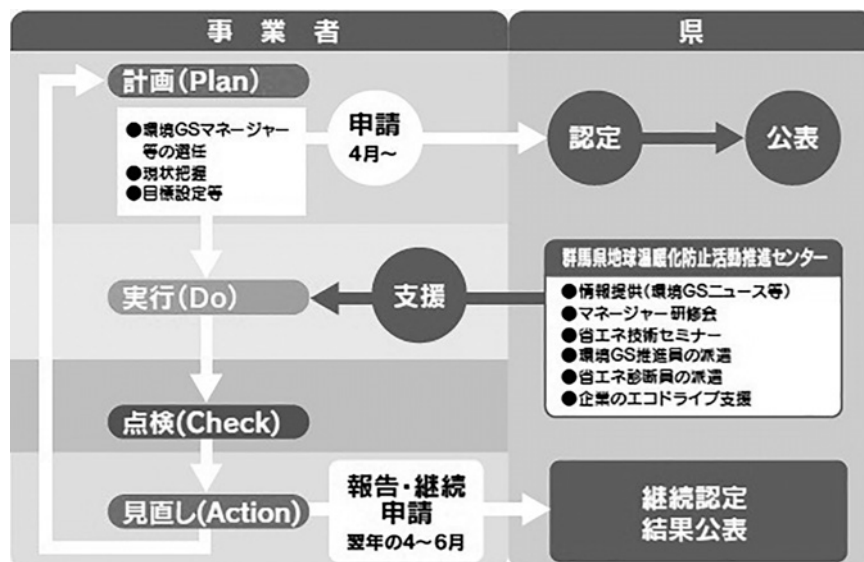 事業者
県
計画(Plan)
●環境GSマネージャー
等の選任
●現状把握
●目標設定等
申請
4月～
認定
公表
群馬県地球温暖化防止活動推進センター
●情報提供(環境GSニュース等)
●マネージャー研修会
●省エネ技術セミナー
●環境GS推進員の派遣
●省エネ診断員の派遣
●企業のエコドライブ支援
支援
実行(Do)
点検(Check)
見直し(Action)
報告・継続
申請
翌年の4～6月
継続認定
結果公表